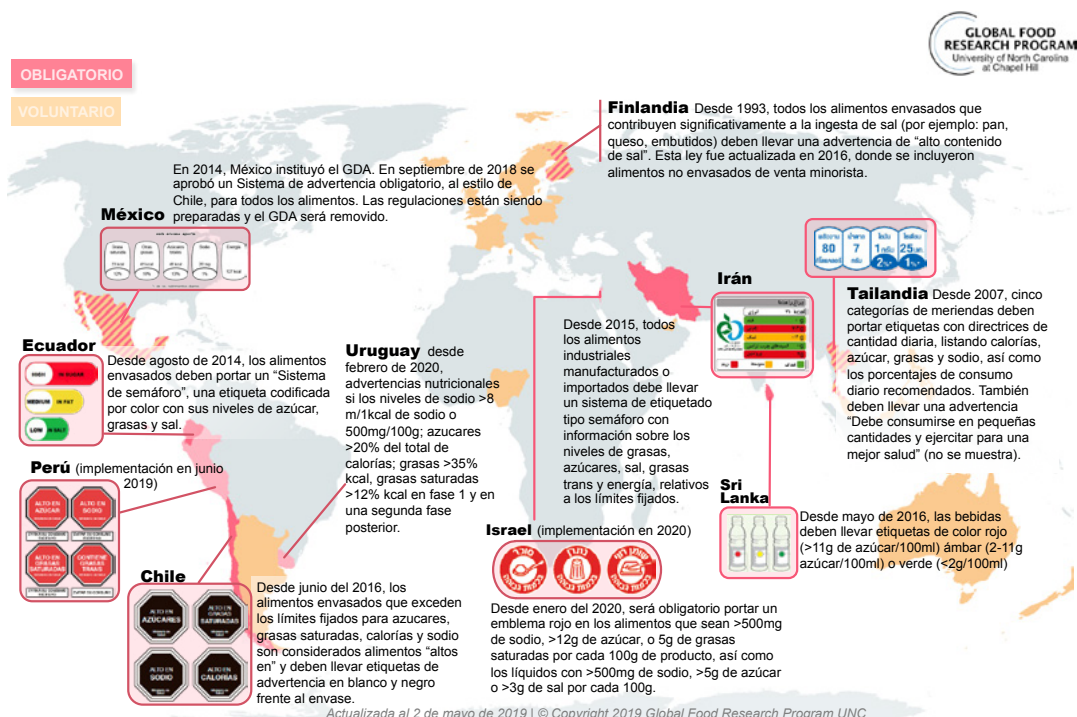 GLOBAL FOOD
RESEARCH PROGRAM
University of North Carolina
at Chapel Hill
OBLIGATORIO
VOLUNTARIO
Finlandia Desde 1993, todos los alimentos envasados que
contribuyen significativamente a la ingesta de sal (por ejemplo: pan,
queso, embutidos) deben llevar una advertencia de “alto contenido
de sal”. Esta ley fue actualizada en 2016, donde se incluyeron
alimentos no envasados de venta minorista.
En 2014, México instituyó el GDA. En septiembre de 2018 se
aprobó un Sistema de advertencia obligatorio, al estilo de
Chile, para todos los alimentos. Las regulaciones están siendo
preparadas y el GDA será removido.
México
Ecuador
HIGH
MEDIUM IN FAT
LOW IN SALT
Desde agosto de 2014, los alimentos
envasados deben portar un “Sistema
de semáforo”, una etiqueta codificada
por color con sus niveles de azúcar,
grasas y sal.
Perú (implementación en junio
2019)
ALTO EN
AZÚCAR
ALTO EN
SODIO
ALTO EN
GRASAS
SATURADAS
CONTIENE
GRASAS
TRANS
Chile
ALTO EN
AZÚCARES
ALTO EN
GRASAS
SATURADAS
ALTO EN
SODIO
ALTO EN
CALORÍAS
Desde junio del 2016, los
alimentos envasados que exceden
los límites fijados para azucares,
grasas saturadas, calorías y sodio
son considerados alimentos “altos
en” y deben llevar etiquetas de
advertencia en blanco y negro
frente al envase.
Uruguay desde
febrero de 2020,
advertencias nutricionales
si los niveles de sodio >8
m/1kcal de sodio o
500mg/100g; azucares
>20% del total de
calorías; grasas >35%
kcal, grasas saturadas
>12% kcal en fase 1 y en
una segunda fase
posterior.
Irán
Desde 2015, todo
los alimentos
industriales
manufacturados o
importados debe llevar
un sistema de etiquetado
tipo semáforo con
información sobre los
niveles de grasas,
azúcares, sal, grasas
trans y energía, relativos
a los límites fijados.
Israel (implementación en 2020)
Desde enero del 2020, será obligatorio portar un
emblema rojo en los alimentos que sean >500mg
de sodio, >12g de azúcar, o 5g de grasas
saturadas por cada 100g de producto, así como
los líquidos con >500mg de sodio, >5g de azúcar
o >3g de sal por cada 100g.
80
7
1
25
2%*
1%*
Tailandia Desde 2007, cinco
categorías de meriendas deben
portar etiquetas con directrices de
cantidad diaria, listando calorías,
azúcar, grasas y sodio, así como
los porcentajes de consumo
diario recomendados. También
deben llevar una advertencia
“Debe consumirse en pequeñas
cantidades y ejercitar para una
mejor salud” (no se muestra).
Sri
Lanka
Desde mayo de 2016, las bebidas
deben llevar etiquetas de color rojo
(>11g de azúcar/100ml) ámbar (2-11g
azúcar/100ml) o verde (<2g/100ml)
Actualizada al 2 de mayo de 2019 | © Copyright 2019 Global Food Research Program UNC